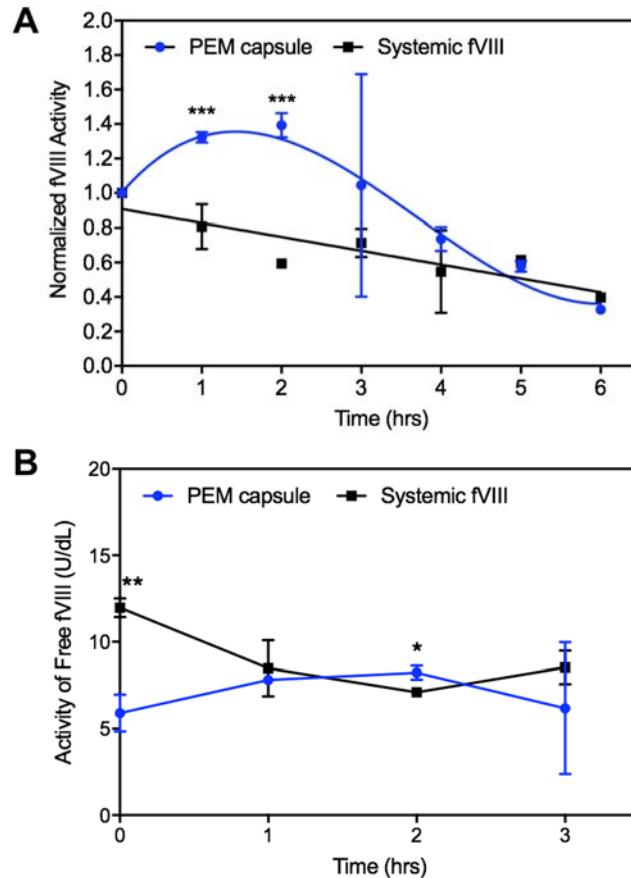 A
PEM capsule Systemic fVIII
Normalized fVIII Activity
2.0
1.8
1.6
1.4
1.2
1.0
0.8
0.6
0.4
0.2
0.0
*** ***
0 1 2 3 4 5 6
Time (hrs)
B
PEM capsule Systemic fVIII
Activity of Free fVIII (U/dL)
20
15
10
5
0
** *
0 1 2 3
Time (hrs)